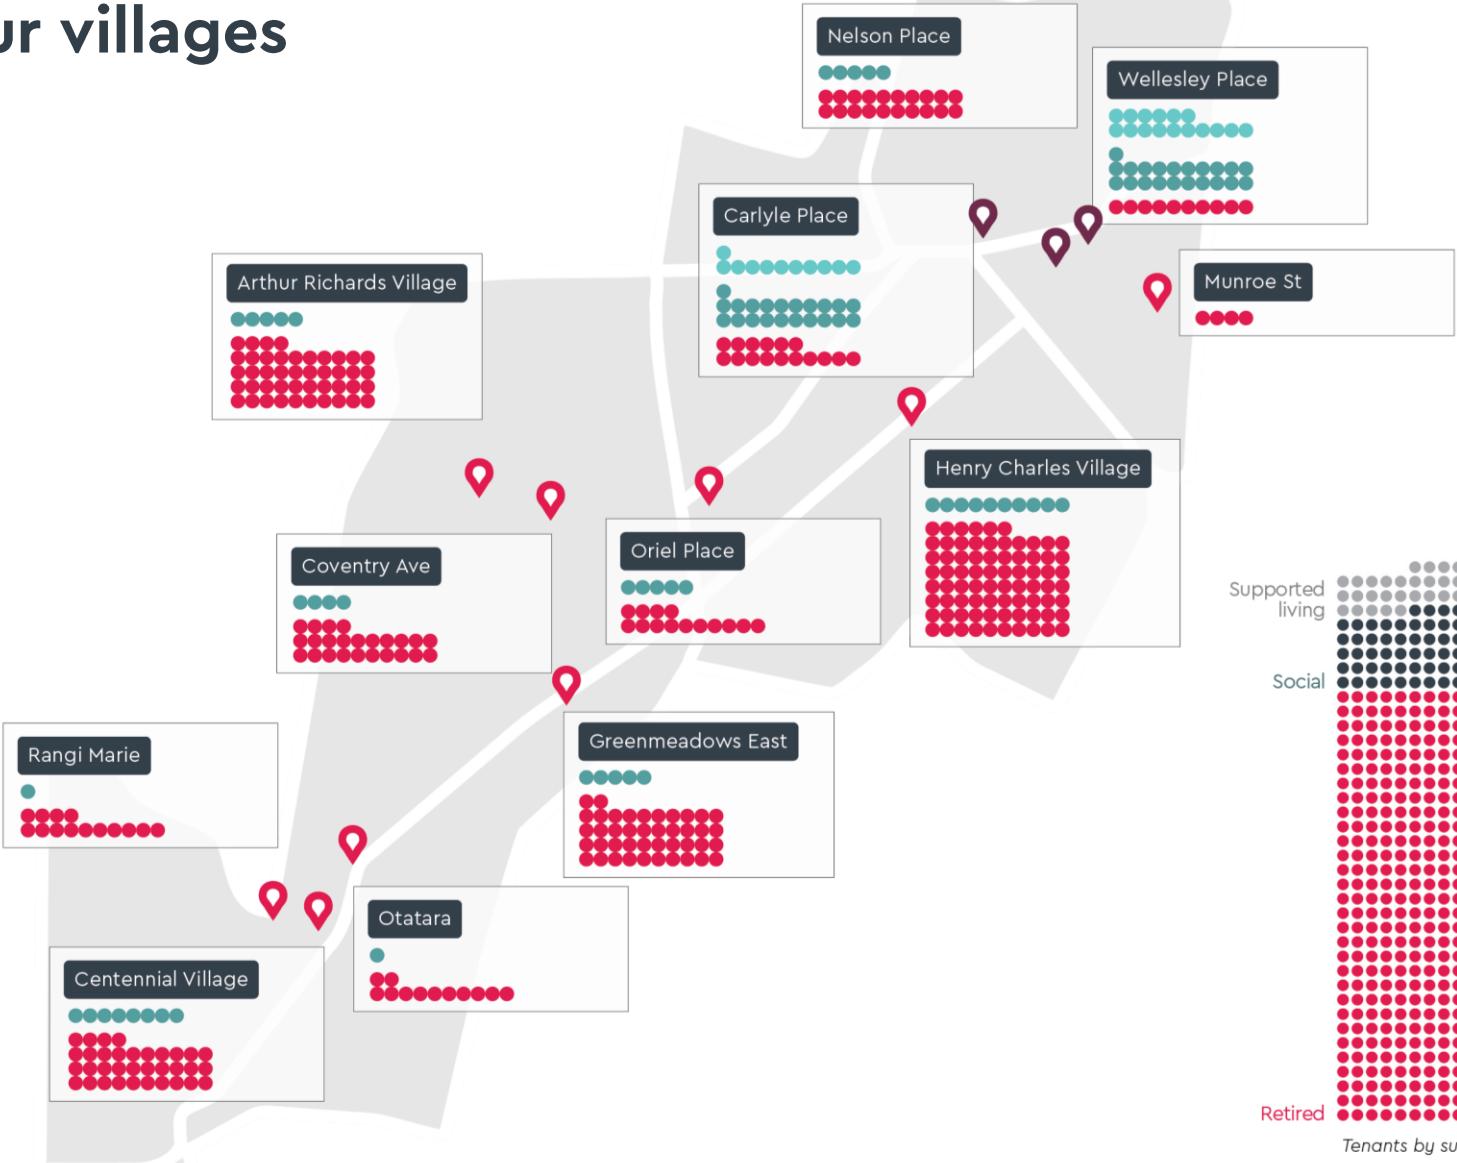 ur villages
Nelson Place
Wellesley Place
Carlyle Place
Arthur Richards Village
Munroe St
Henry Charles Village
Oriel Place
Coventry Ave
Greenmeadows East
Rangi Marie
Otatara
Centennial Village
Supported
living
Social
Retired
Tenants by su